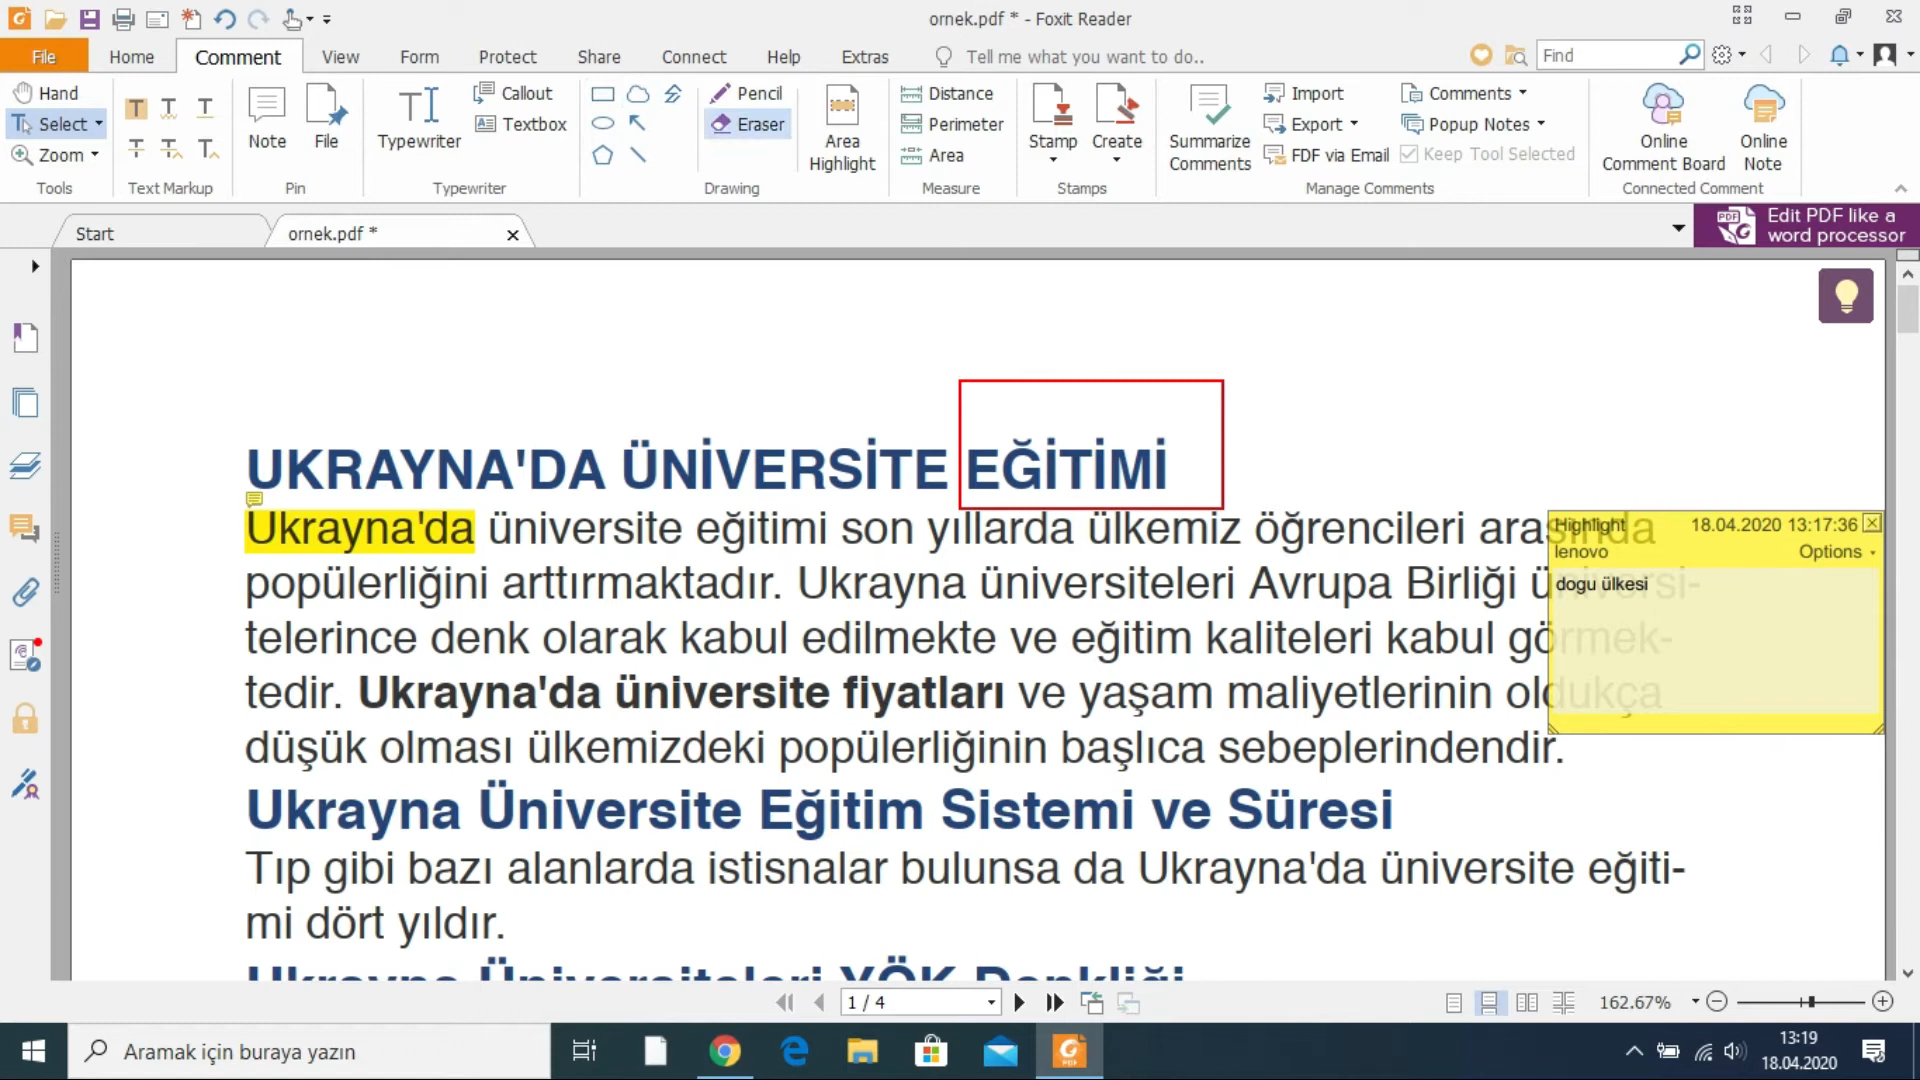 ornek.pdf * - Foxit Reader
File Home Comment View Form Protect Share Connect Help Extras Tell me what you want to do.. Find
Hand
Select
Zoom
Tools
Text Markup
Note
File
Pin
Typewriter
Callout
Textbox
Typewriter
Pencil
Eraser
Drawing
Area
Highlight
Distance
Perimeter
Area
Measure
Stamp
Create
Stamps
Summarize
Comments
Import
Export
FDF via Email
Comments
Popup Notes
Keep Tool Selected
Manage Comments
Online
Comment Board
Online
Note
Connected Comment
Start
ornek.pdf *
Edit PDF like a
word processor
UKRAYNA'DA ÜNİVERSİTE EĞİTİMİ
Ukrayna'da üniversite eğitimi son yıllarda ülkemiz öğrencileri arasında
popülerliğini arttırmaktadır. Ukrayna üniversiteleri Avrupa Birliği üniversi-
telerince denk olarak kabul edilmekte ve eğitim kaliteleri kabul görmek-
tedir. Ukrayna'da üniversite fiyatları ve yaşam maliyetlerinin oldukça
düşük olması ülkemizdeki popülerliğinin başlıca sebeplerindendir.
Highlight 18.04.2020 13:17:36
lenovo Options
dogu ülkesi
Ukrayna Üniversite Eğitim Sistemi ve Süresi
Tıp gibi bazı alanlarda istisnalar bulunsa da Ukrayna'da üniversite eğiti-
mi dört yıldır.
Ukrayna Üniversiteleri YÖK Denkliği
1 / 4
162.67%
Aramak için buraya yazın
13:19
18.04.2020